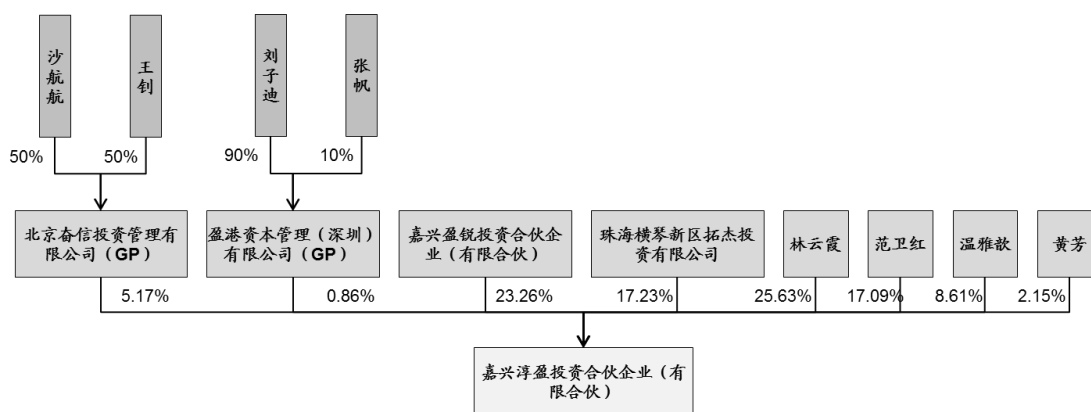 沙航航
王钊
刘子迪
张帆
50%
50%
90%
10%
北京奋信投资管理有
限公司（GP）
盈港资本管理（深圳）
有限公司（GP）
嘉兴盈锐投资合伙企
业（有限合伙）
珠海横琴新区拓杰投
资有限公司
林云霞
范卫红
温雅歆
黄芳
5.17%
0.86%
23.26%
17.23%
25.63%
17.09%
8.61%
2.15%
嘉兴淳盈投资合伙企业（有
限合伙）